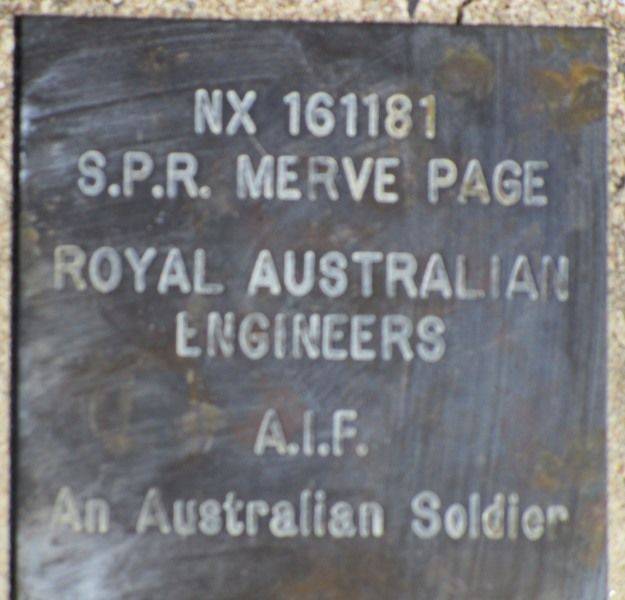 NX 161181
S.P.R. MERVE PAGE
ROYAL AUSTRALIAN
ENGINEERS
A.I.F.
An Australian Soldier